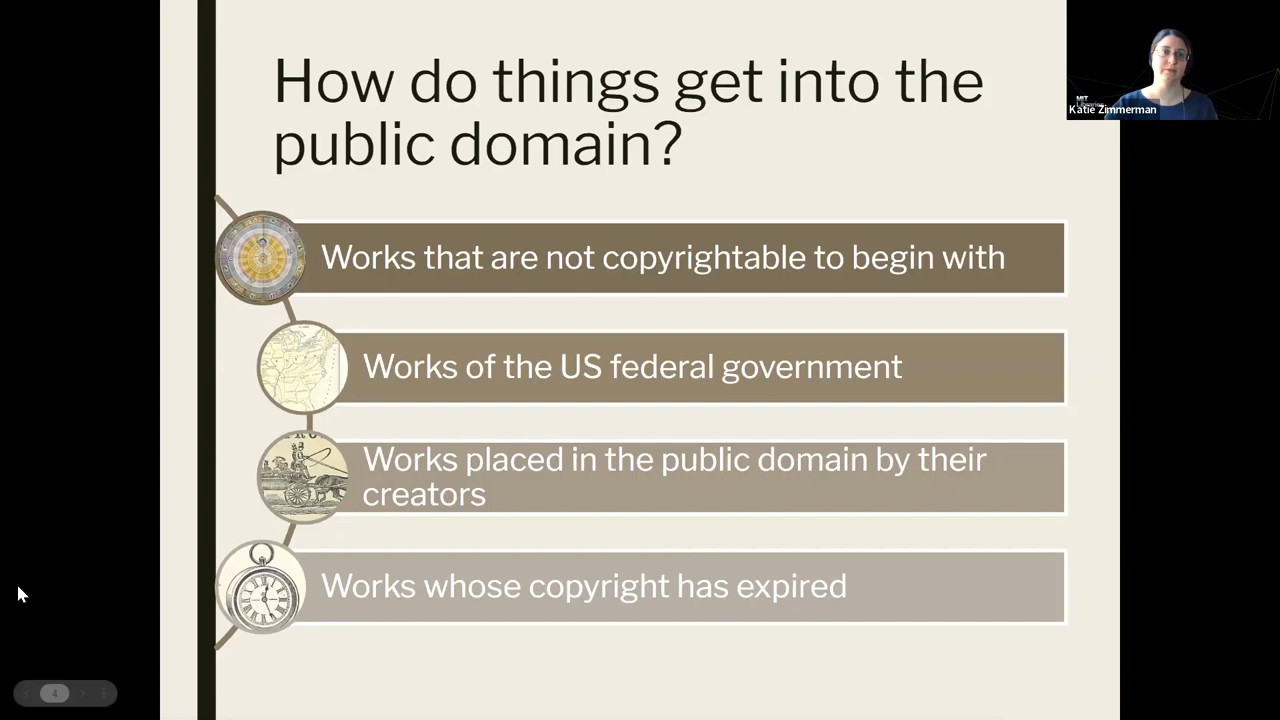 How do things get into the
public domain?
Works that are not copyrightable to begin with
Works of the US federal government
Works placed in the public domain by their
creators
Works whose copyright has expired
MIT
Katie Zimmerman
4